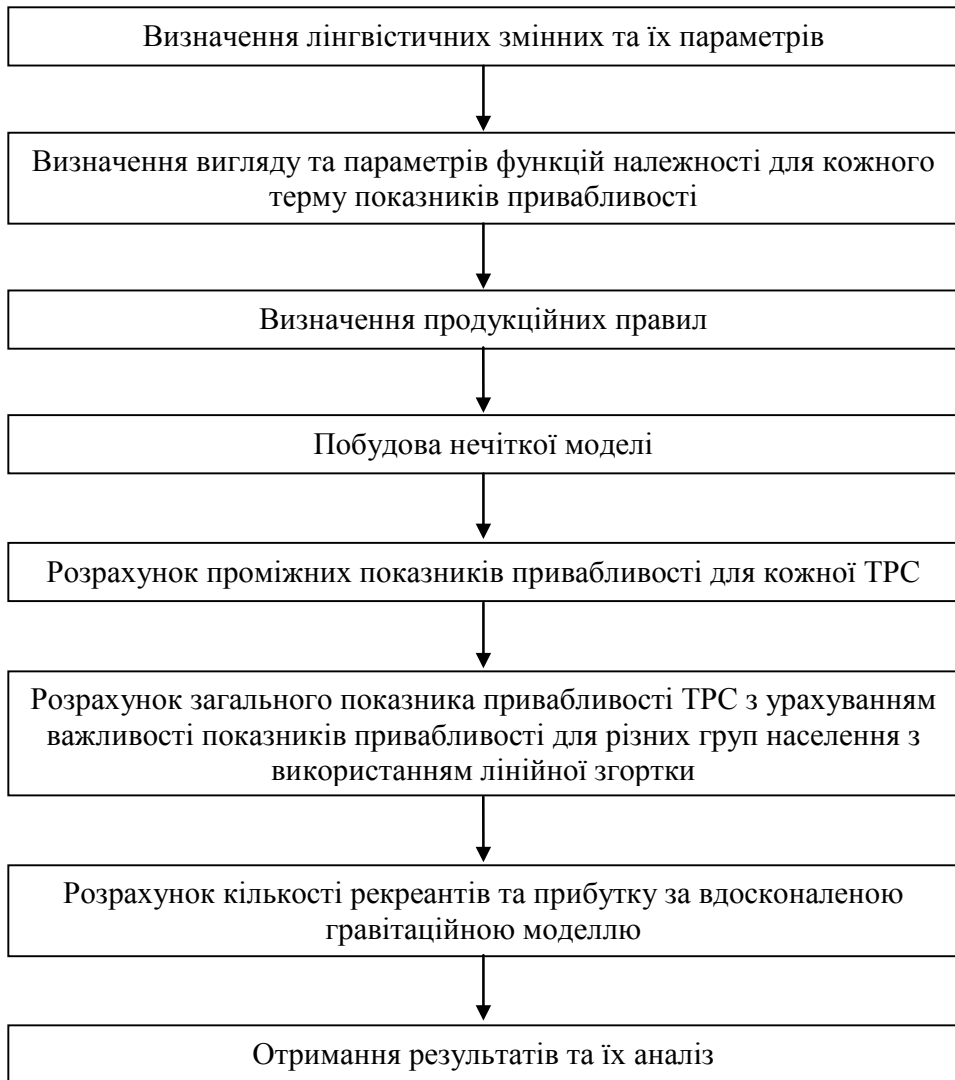 Визначення лінгвістичних змінних та їх параметрів
Визначення вигляду та параметрів функцій належності для кожного
терму показників привабливості
Визначення продукційних правил
Побудова нечіткої моделі
Розрахунок проміжних показників привабливості для кожної ТРС
Розрахунок загального показника привабливості ТРС з урахуванням
важливості показників привабливості для різних груп населення з
використанням лінійної згортки
Розрахунок кількості рекреантів та прибутку за вдосконаленою
гравітаційною моделлю
Отримання результатів та їх аналіз